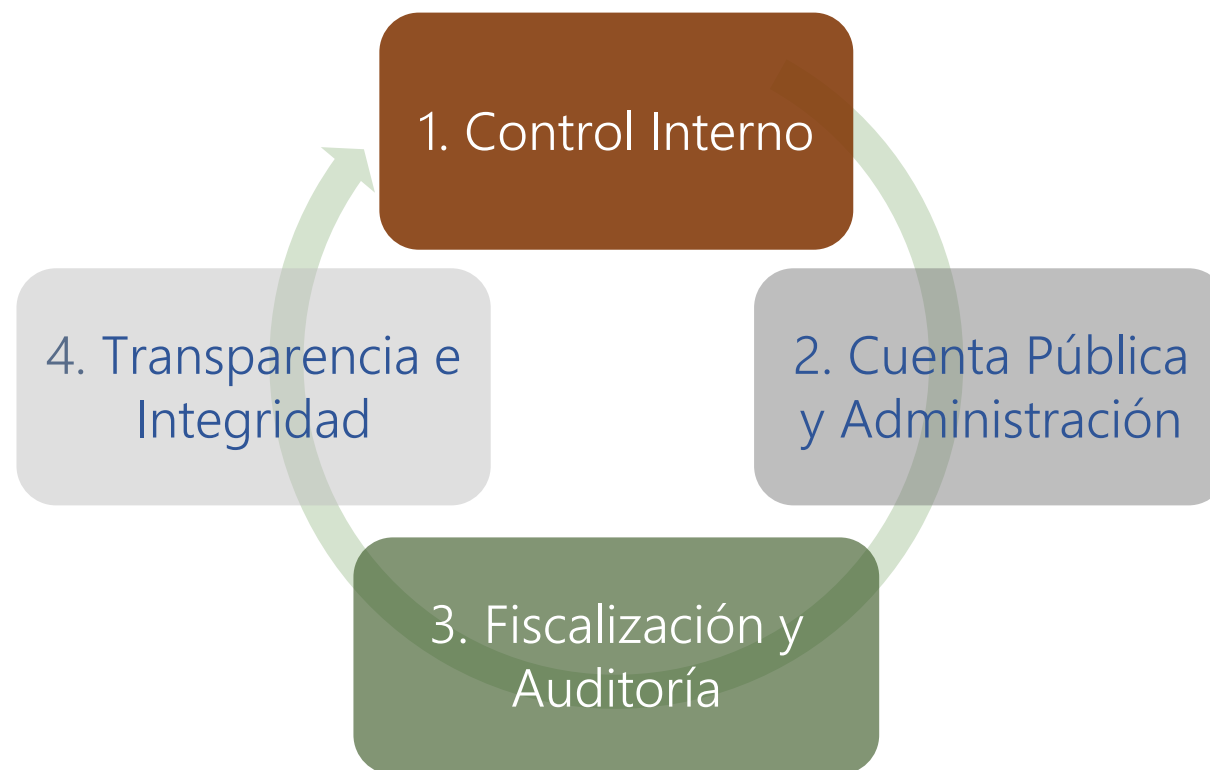 1. Control Interno
2. Cuenta Pública
y Administración
3. Fiscalización y
Auditoría
4. Transparencia e
Integridad